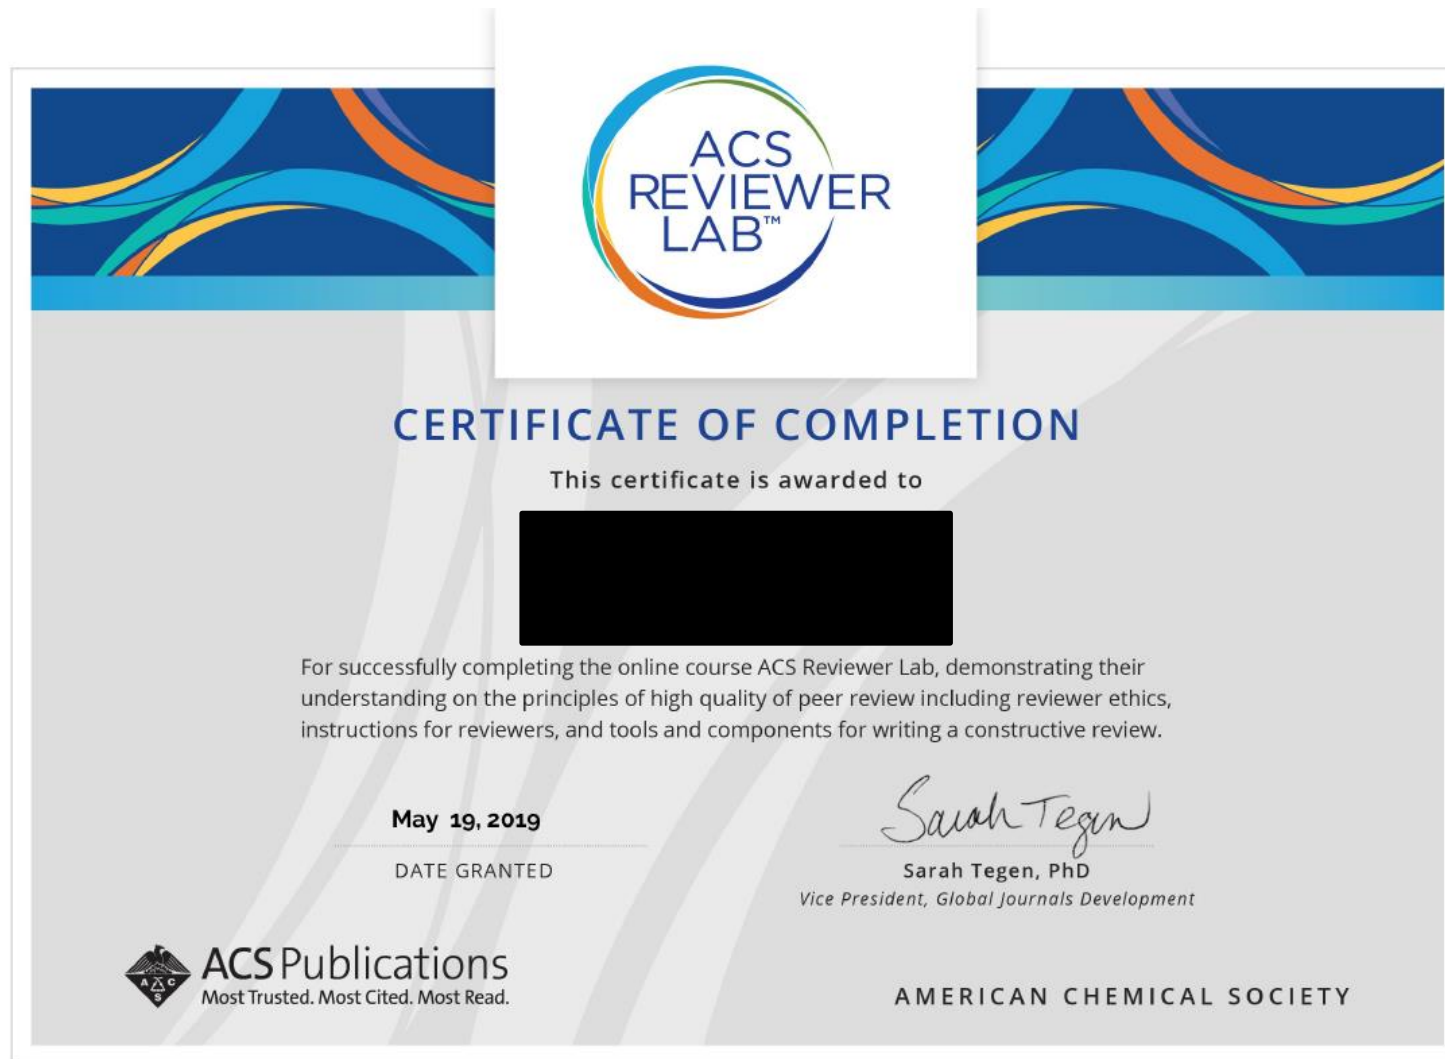 ACS
REVIEWER
LAB™
CERTIFICATE OF COMPLETION
This certificate is awarded to
For successfully completing the online course ACS Reviewer Lab, demonstrating their
understanding on the principles of high quality of peer review including reviewer ethics,
instructions for reviewers, and tools and components for writing a constructive review.
May 19, 2019
DATE GRANTED
Sarah Tegen
Sarah Tegen, PhD
Vice President, Global Journals Development
A C S
ACS Publications
Most Trusted. Most Cited. Most Read.
AMERICAN CHEMICAL SOCIETY